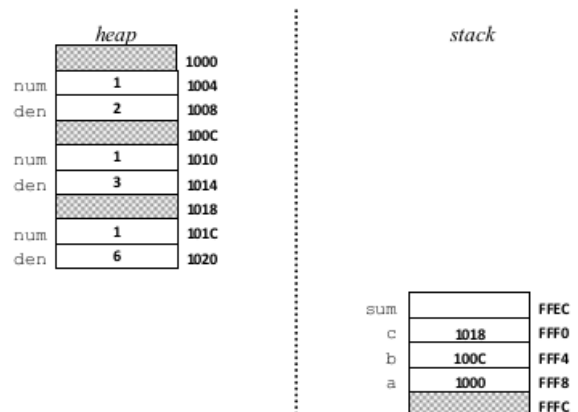 heap
1000
num 1 1004
den 2 1008
100C
num 1 1010
den 3 1014
1018
num 1 101C
den 6 1020
stack
sum FFEC
c 1018 FFF0
b 100C FFF4
a 1000 FFF8
FFFC